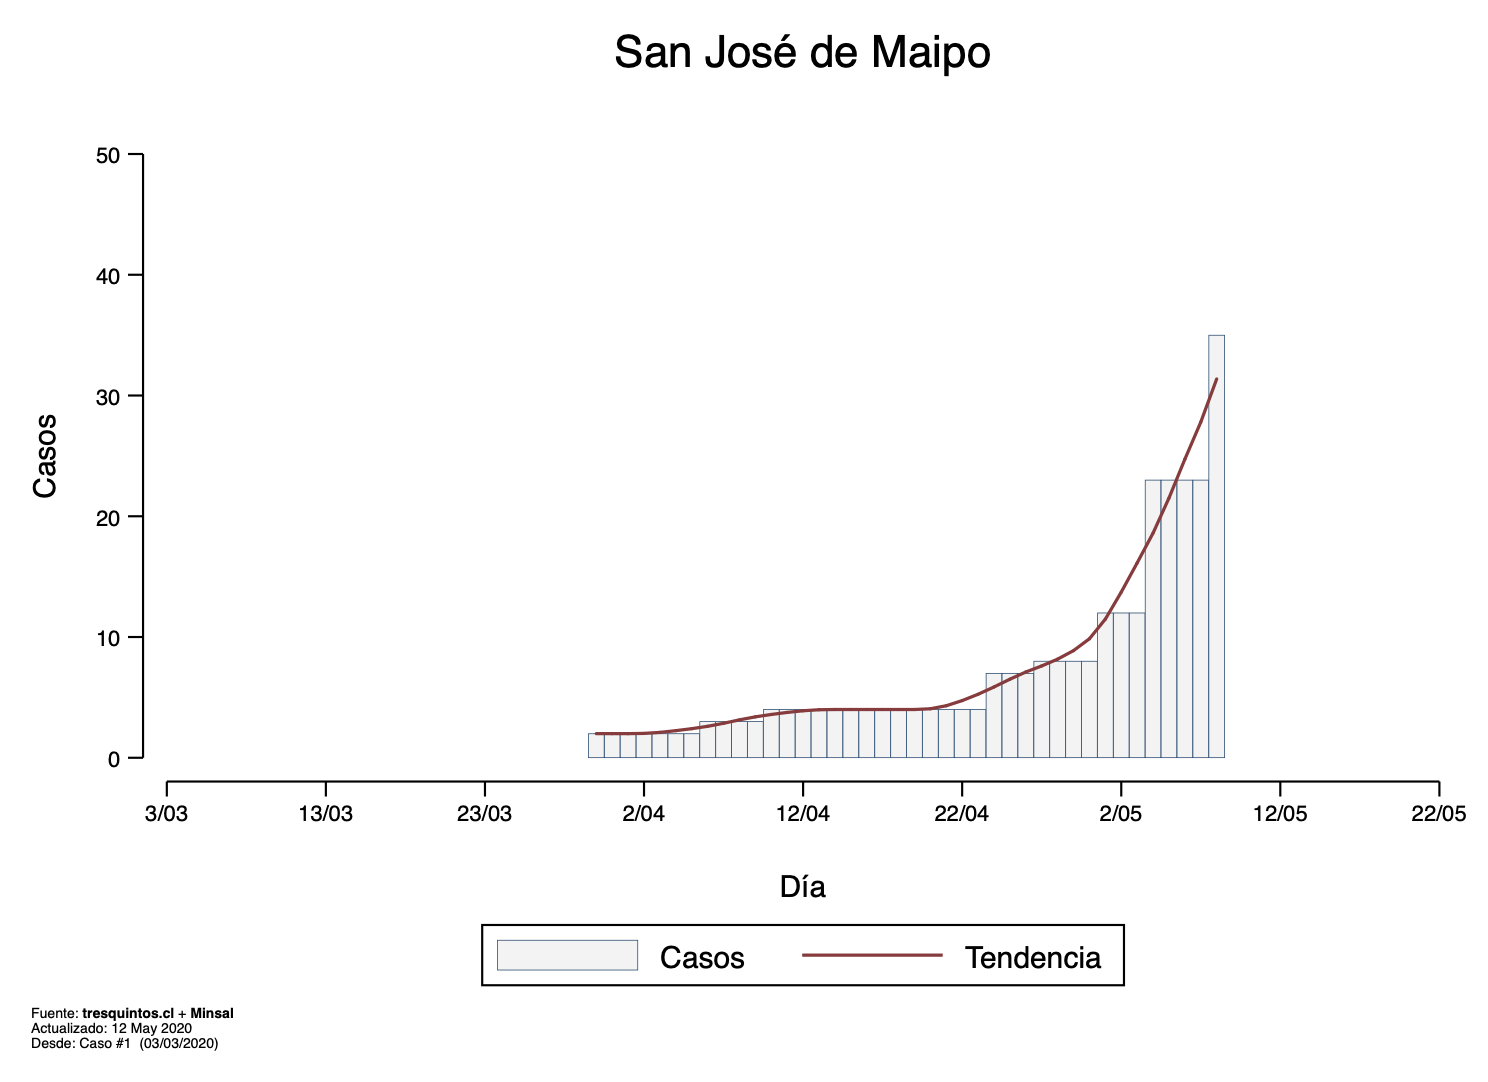 San José de Maipo
50
40
30
20
10
0
Casos
3/03 13/03 23/03 2/04 12/04 22/04 2/05 12/05 22/05
Día
Casos Tendencia
Fuente: tresquintos.cl + Minsal
Actualizado: 12 May 2020
Desde: Caso #1 (03/03/2020)